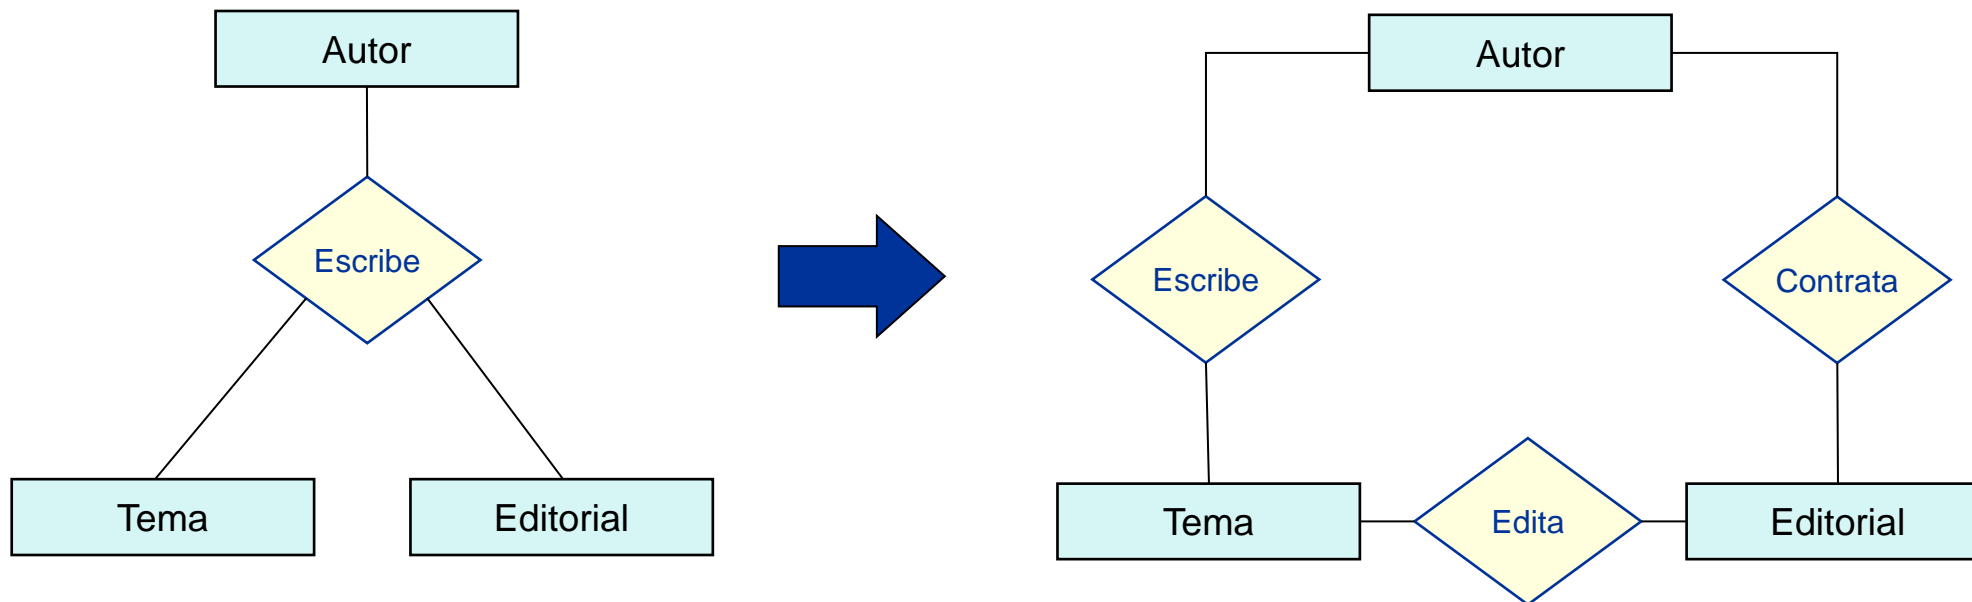 Autor
Escribe
Tema
Editorial
Autor
Escribe
Contrata
Tema
Edita
Editorial